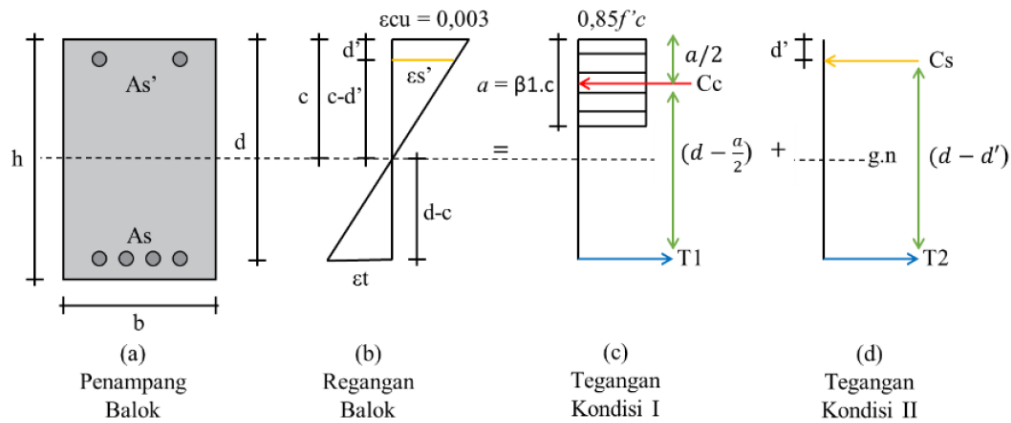 h
As'
As
b
d
εcu = 0,003
d'
c
c-d'
εs'
d-c
εt
=
0,85f'c
a = β1.c
a/2
Cc
(d − a/2)
T1
+
d'
Cs
g.n
(d − d')
T2
(a)
Penampang
Balok
(b)
Regangan
Balok
(c)
Tegangan
Kondisi I
(d)
Tegangan
Kondisi II